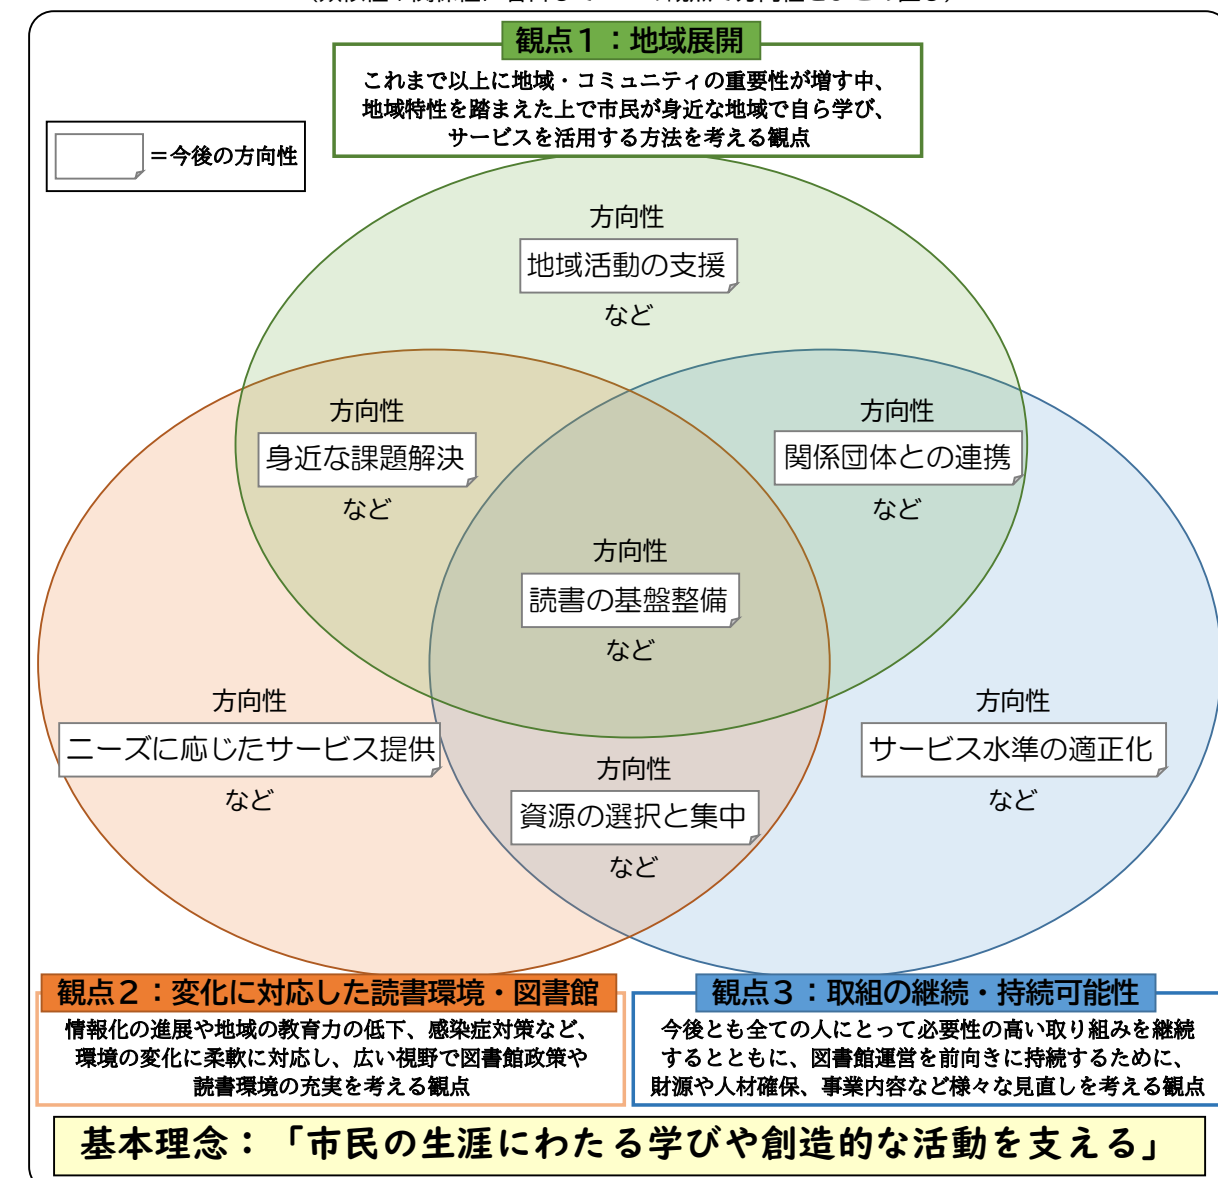 観点１：地域展開
これまで以上に地域・コミュニティの重要性が増す中、
地域特性を踏まえた上で市民が身近な地域で自ら学び、
サービスを活用する方法を考える観点
＝今後の方向性
方向性
地域活動の支援
など
方向性
身近な課題解決
など
方向性
関係団体との連携
など
方向性
読書の基盤整備
など
方向性
ニーズに応じたサービス提供
など
方向性
サービス水準の適正化
など
方向性
資源の選択と集中
など
観点２：変化に対応した読書環境・図書館
情報化の進展や地域の教育力の低下、感染症対策など、
環境の変化に柔軟に対応し、広い視野で図書館政策や
読書環境の充実を考える観点
観点３：取組の継続・持続可能性
今後とも全ての人にとって必要性の高い取り組みを継続
するとともに、図書館運営を前向きに持続するために、
財源や人材確保、事業内容など様々な見直しを考える観点
基本理念：「市民の生涯にわたる学びや創造的な活動を支える」